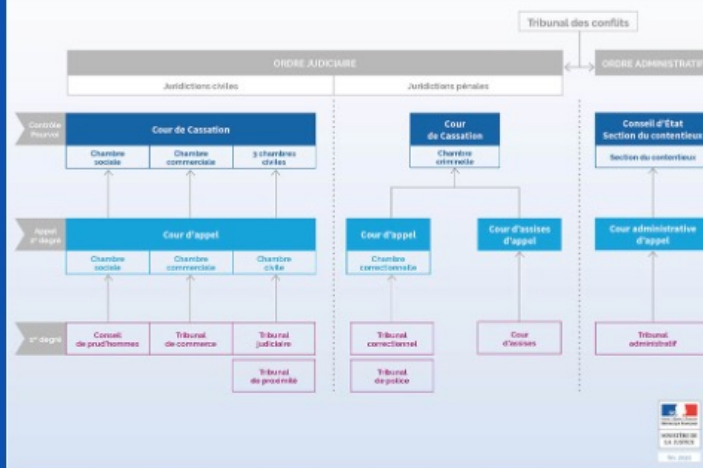 Tribunal des conflits
ORDRE JUDICIAIRE
ORDRE ADMINISTRATIF
Juridictions civiles
Juridictions pénales
Contrôle
Pourvoi
Cour de Cassation
Chambre
sociale
Chambre
commerciale
3 chambres
civiles
Cour
de Cassation
Chambre
criminelle
Conseil d'État
Section du contentieux
Section du contentieux
Appel
2e degré
Cour d'appel
Chambre
sociale
Chambre
commerciale
Chambre
civile
Cour d'appel
Chambre
correctionnelle
Cour d'assises
d'appel
Cour administrative
d'appel
1er degré
Conseil
de prud'hommes
Tribunal
de commerce
Tribunal
judiciaire
Tribunal
de proximité
Tribunal
correctionnel
Tribunal
de police
Cour
d'assises
Tribunal
administratif
MINISTÈRE DE
LA JUSTICE